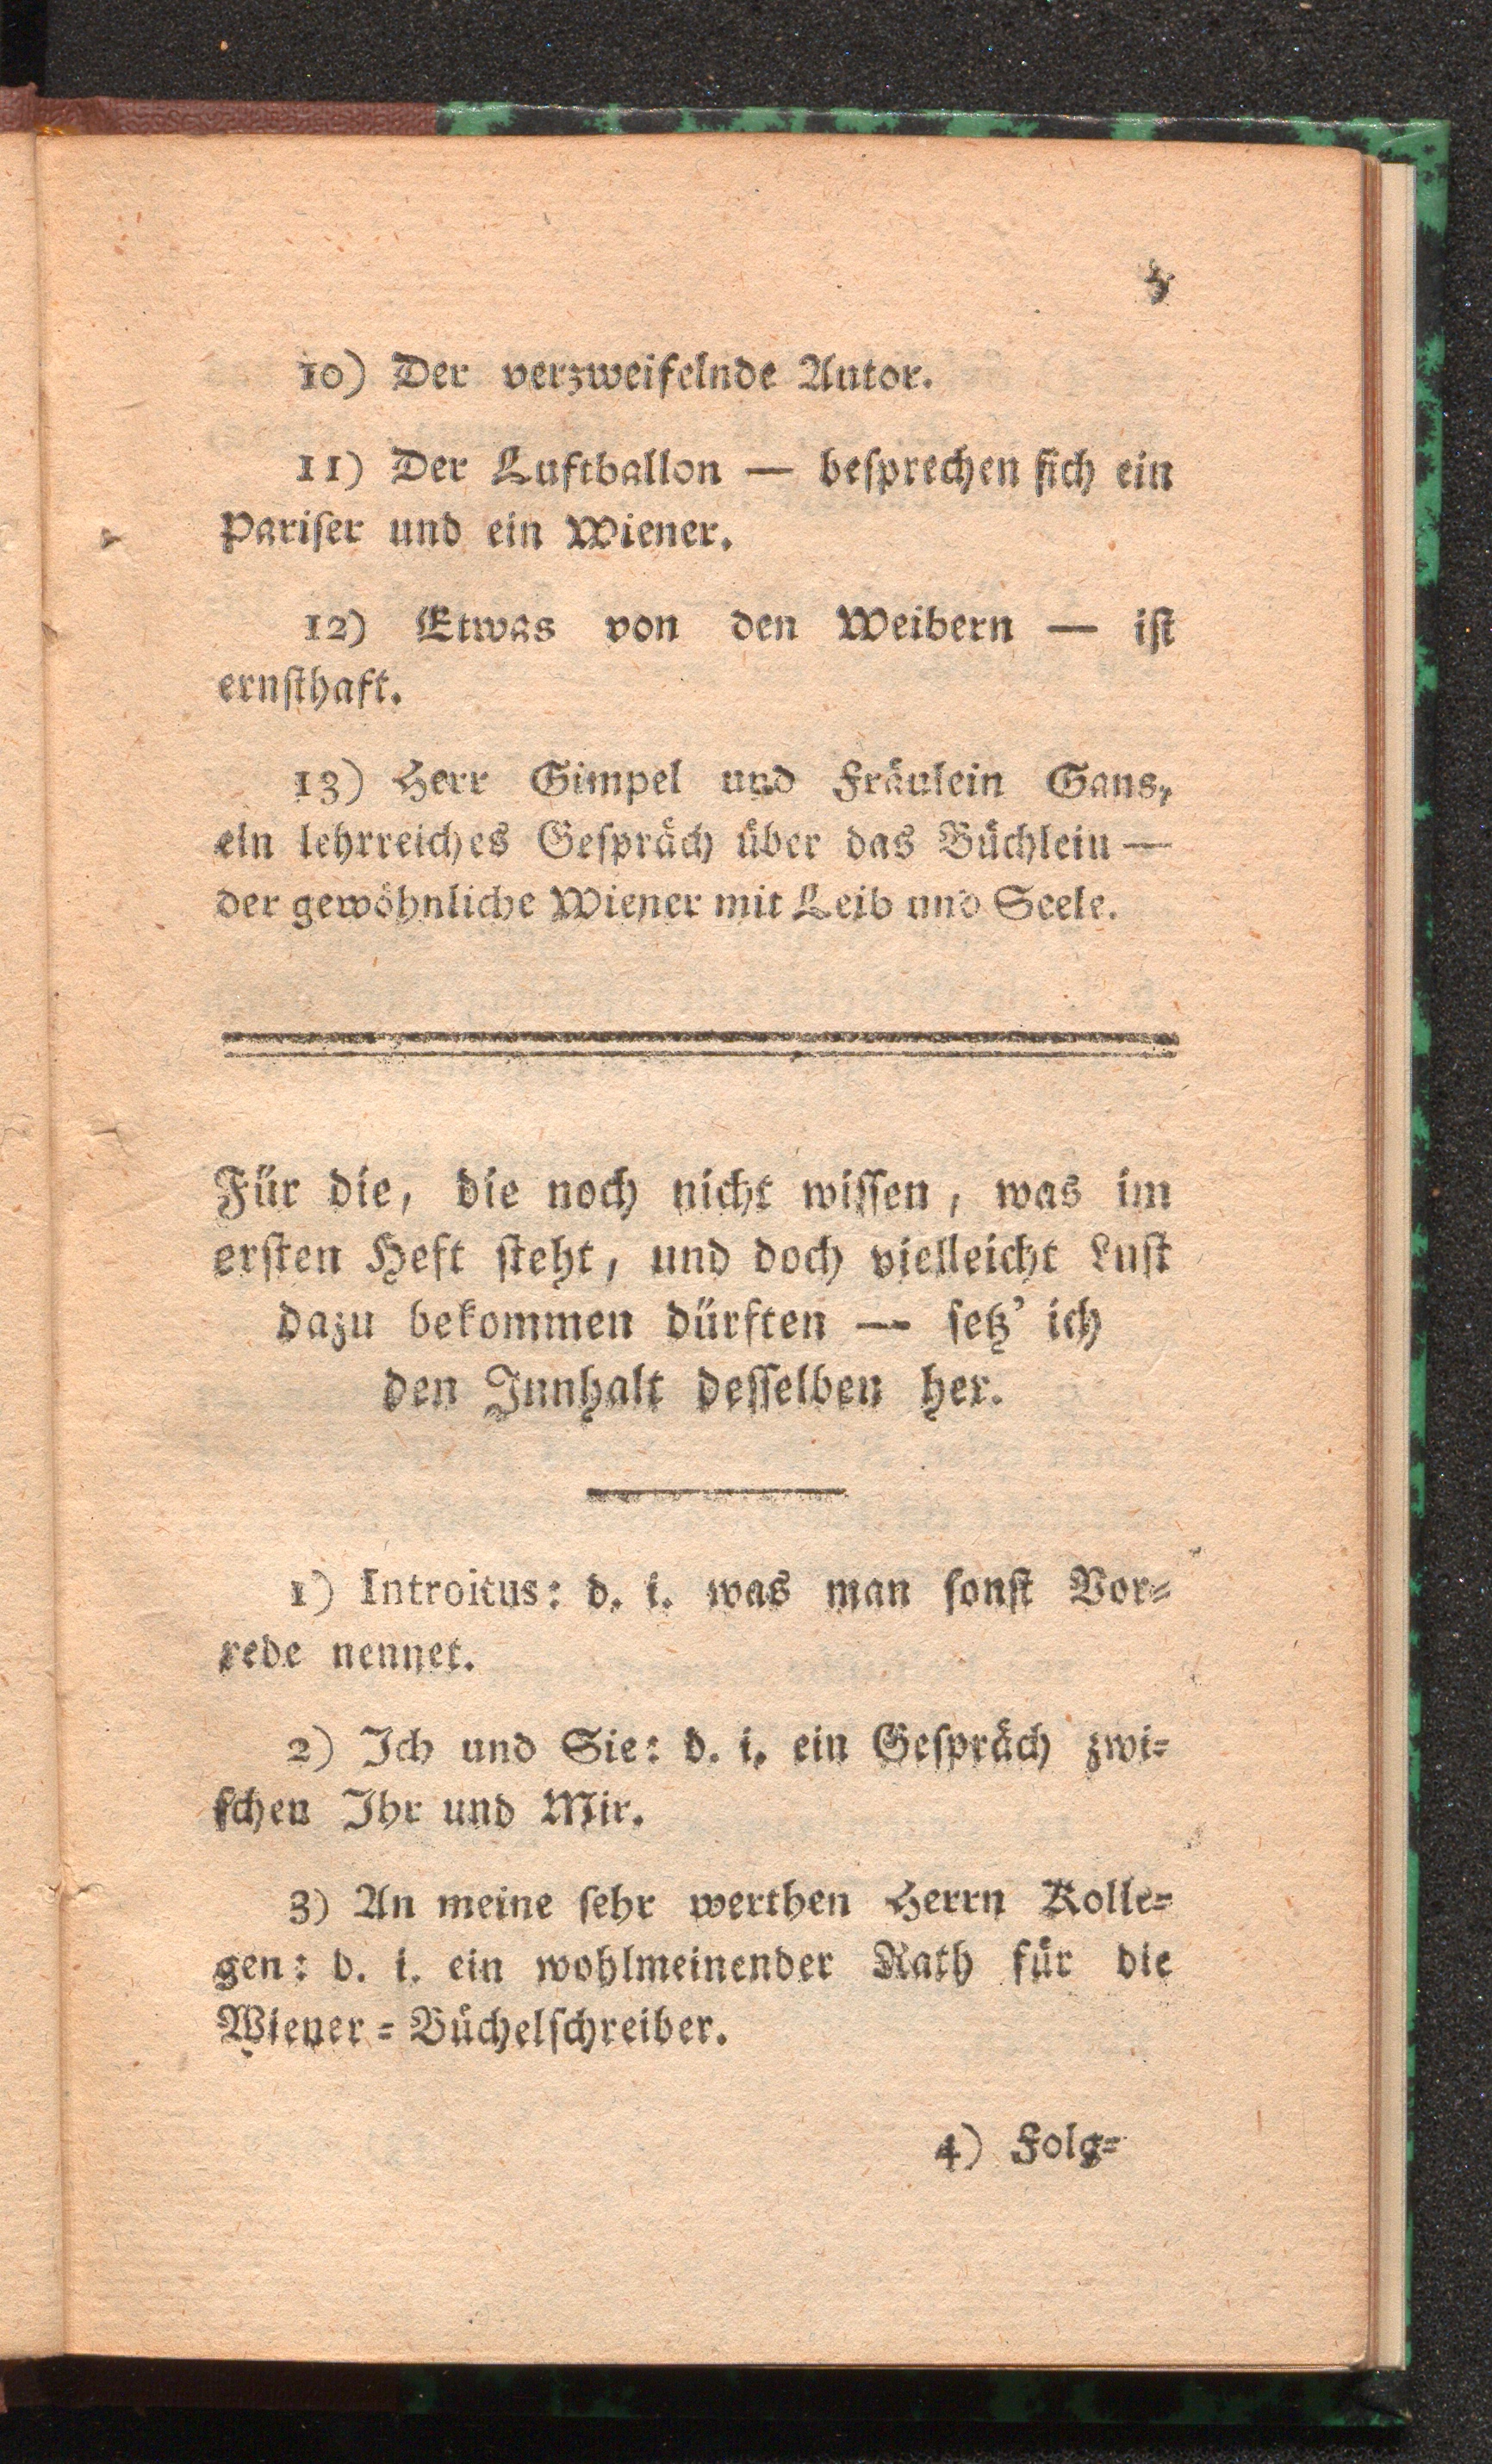 10) Der verzweifelnde Autor.
11) Der Luftballon — beſprechen ſich ein
Pariſer und ein Wiener.
12) Etwas von den Weibern — iſt
ernſthaft.
13) Herr Gimpel und Fräulein Gans,
ein lehrreiches Geſpräch über das Büchlein —
der gewöhnliche Wiener mit Leib und Seele.
Für die, die noch nicht wiſſen, was im
erſten Heft ſteht, und doch vielleicht Luſt
dazu bekommen dürften — ſetz' ich
den Innhalt deſſelben her.
1) Introitus: d. i. was man ſonſt Vor⸗
rede nennet.
2) Ich und Sie: d. i. ein Geſpräch zwi⸗
ſchen Ihr und Mir.
3) An meine ſehr werthen Herrn Kolle⸗
gen: d. i. ein wohlmeinender Rath für die
Wiener⸗Büchelſchreiber.
4) Folg⸗